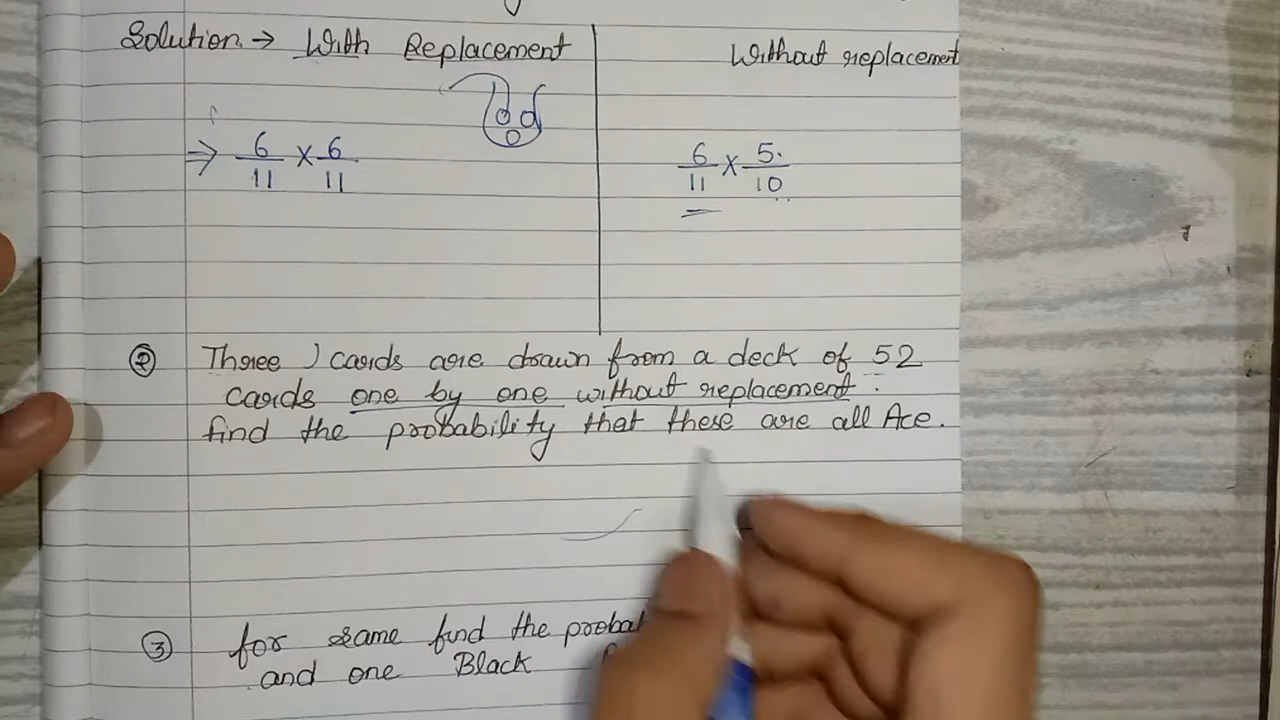 Solution → With Replacement
Without replacement
⇒ 6/11 × 6/11
6/11 × 5/10
② Three cards are drawn from a deck of 52
cards one by one without replacement.
find the probability that these are all Ace.
③ for same find the
and one Black